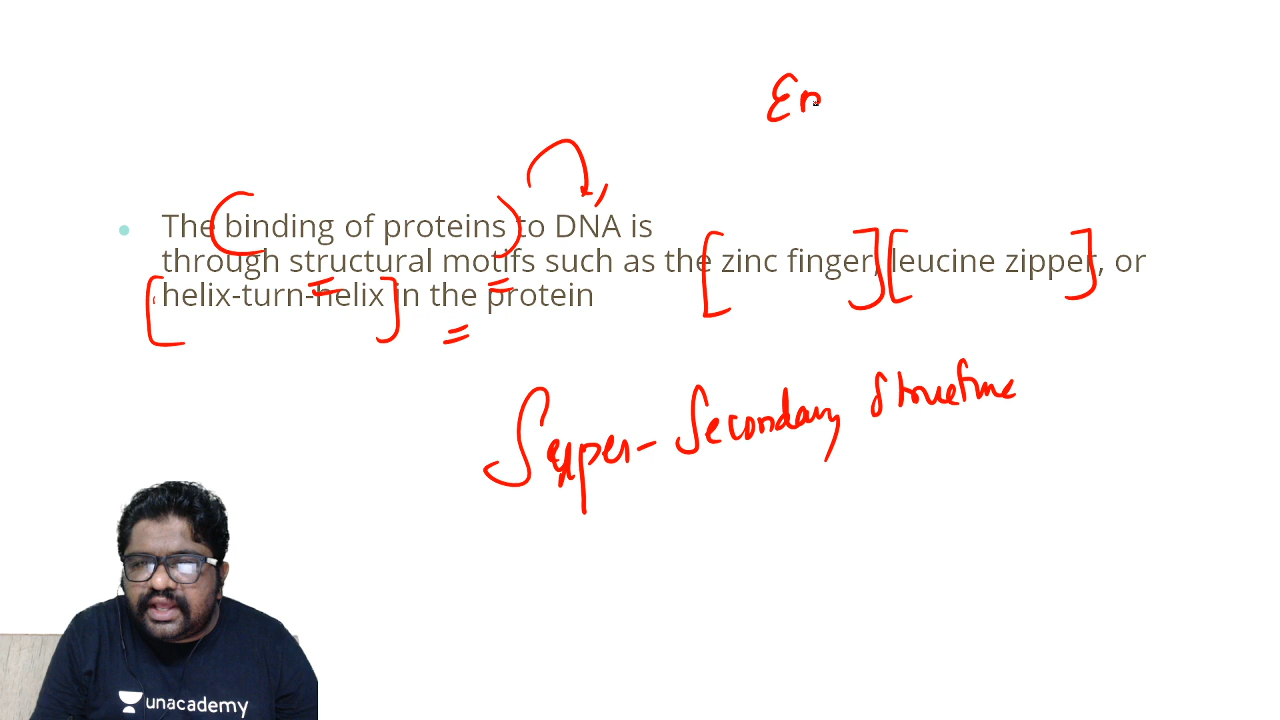 En
The binding of proteins to DNA is
through structural motifs such as the zinc finger, leucine zipper, or
helix-turn-helix in the protein
Super-Secondary Structure
unacademy